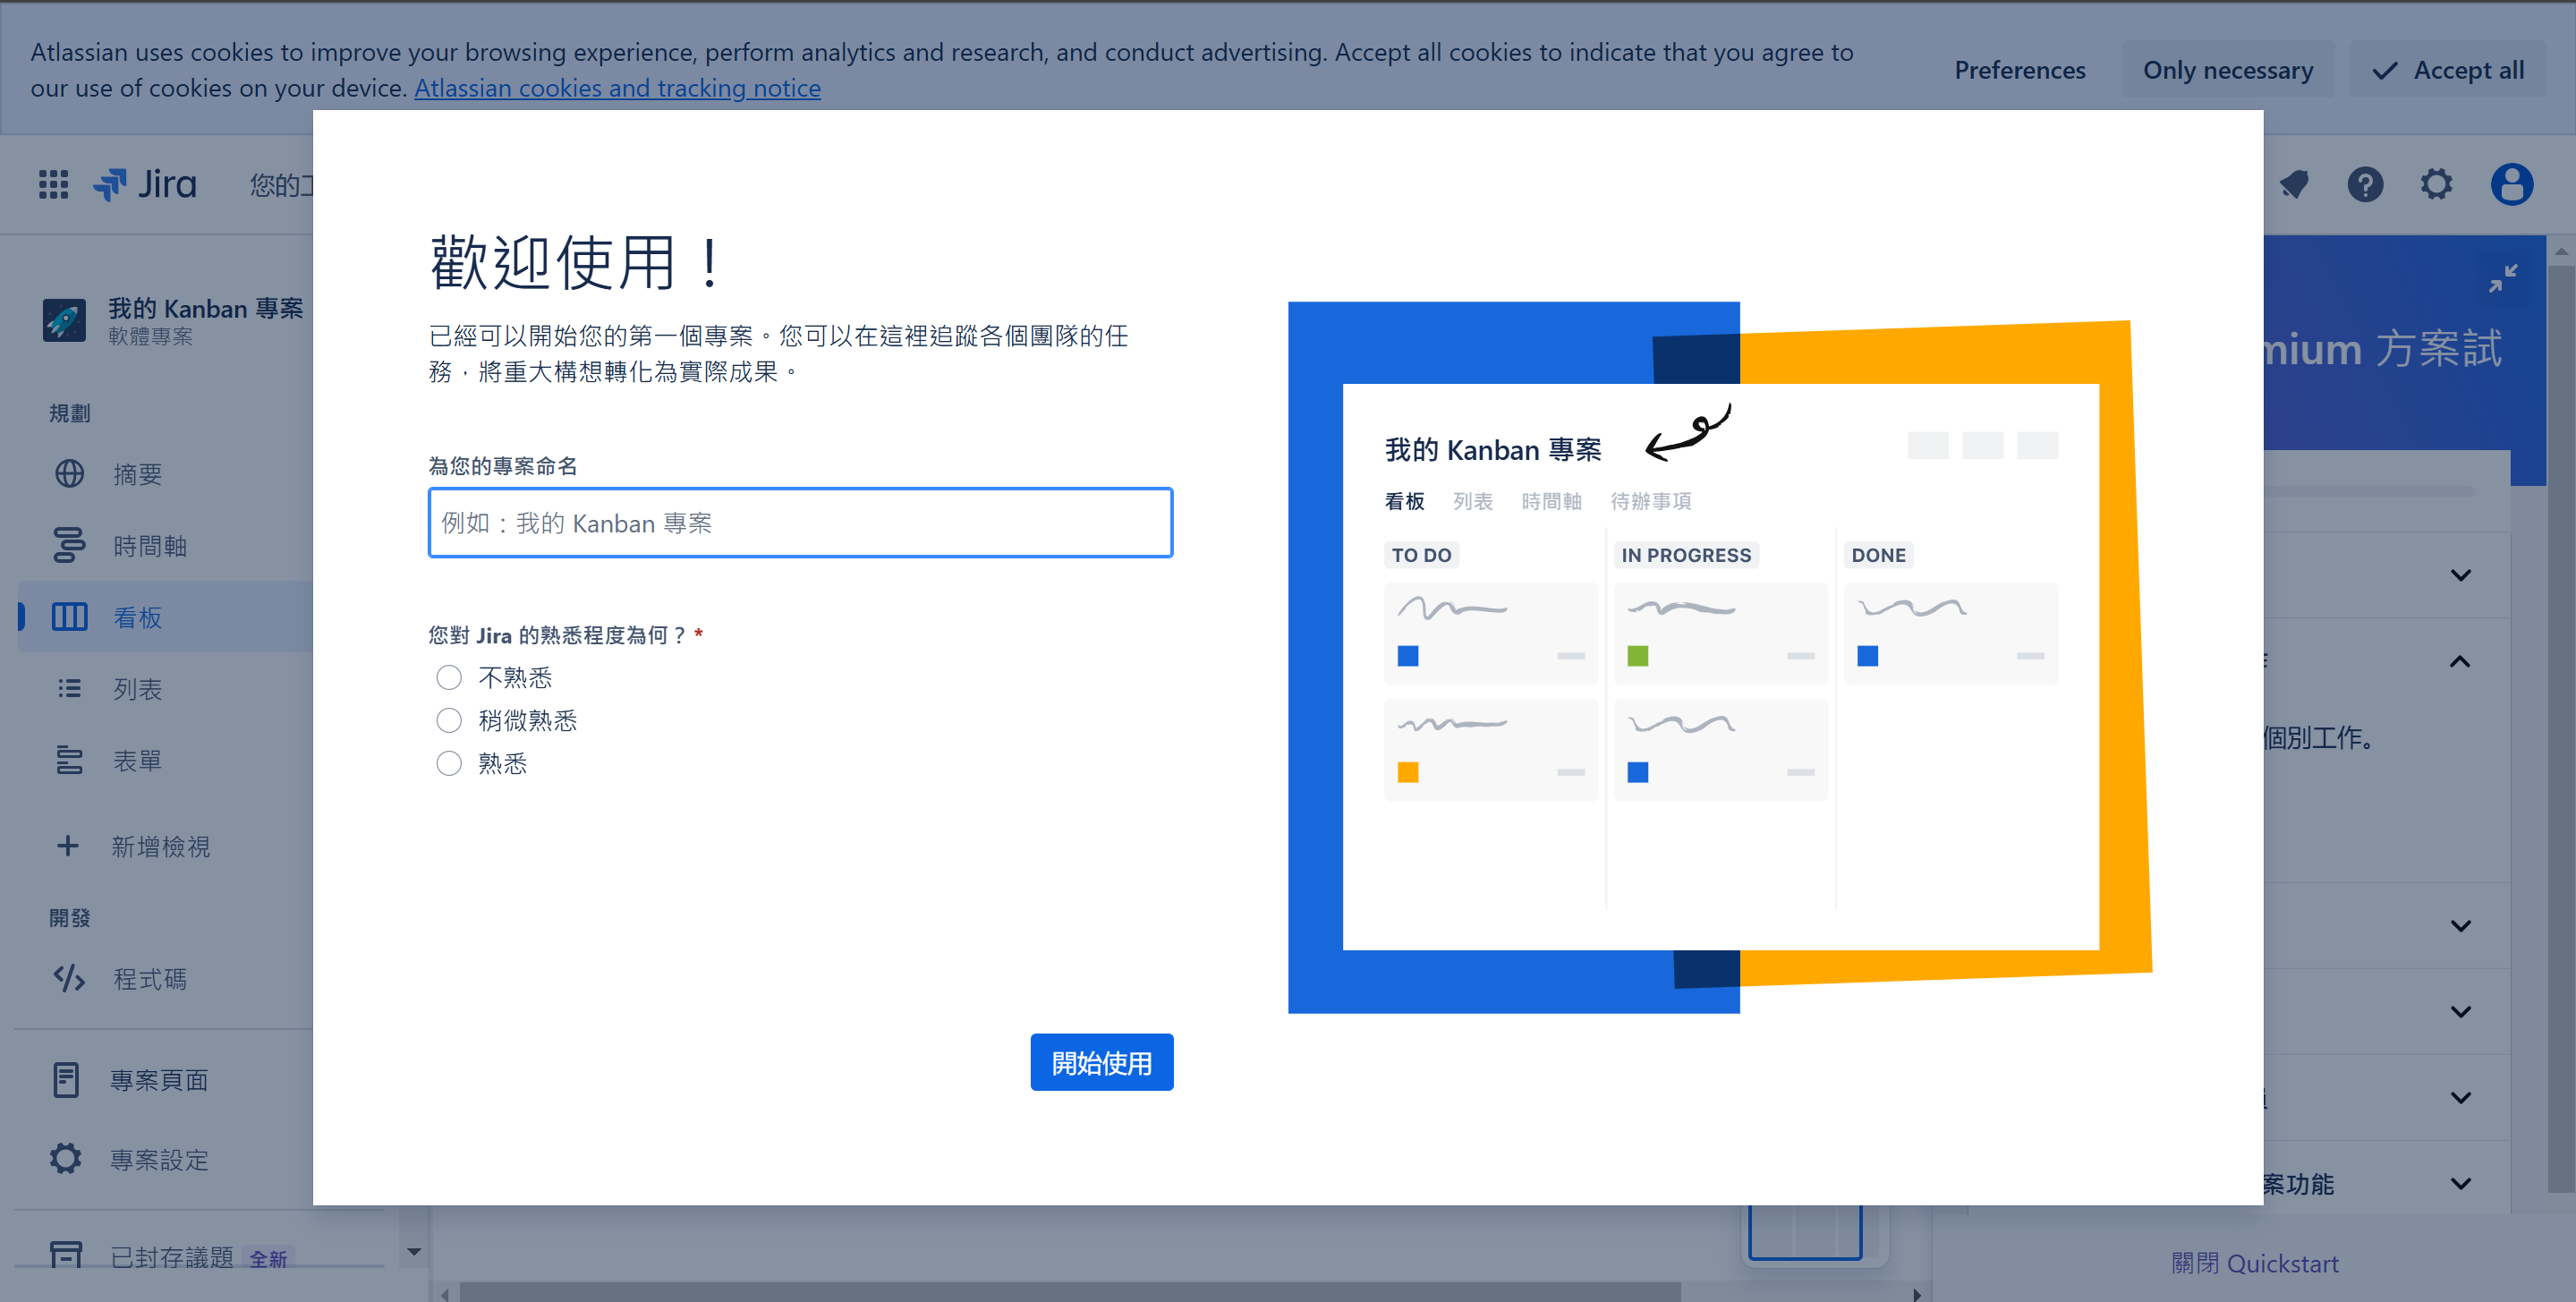 Atlassian uses cookies to improve your browsing experience, perform analytics and research, and conduct advertising. Accept all cookies to indicate that you agree to
our use of cookies on your device. Atlassian cookies and tracking notice
Preferences
Only necessary
Accept all
Jira
您的
我的 Kanban 專案
軟體專案
規劃
摘要
時間軸
看板
列表
表單
新增檢視
開發
程式碼
專案頁面
專案設定
已封存議題 全新
歡迎使用！
已經可以開始您的第一個專案。您可以在這裡追蹤各個團隊的任
務，將重大構想轉化為實際成果。
為您的專案命名
例如：我的 Kanban 專案
您對 Jira 的熟悉程度為何？*
不熟悉
稍微熟悉
熟悉
開始使用
我的 Kanban 專案
看板 列表 時間軸 待辦事項
TO DO
IN PROGRESS
DONE
mium 方案試
個別工作。
案功能
關閉 Quickstart